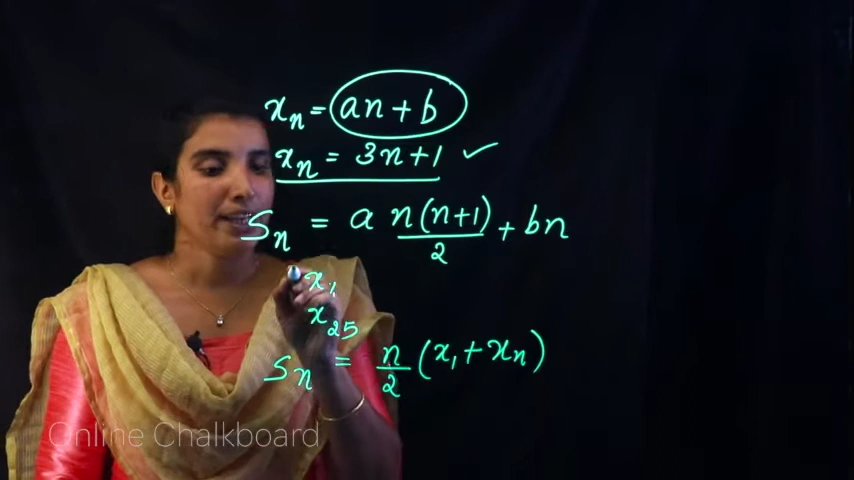 xₙ = an + b
xₙ = 3n+1 ✓
Sₙ = a n(n+1)/2 + bn
x₁
x₂₅
Sₙ = n/2 (x₁ + xₙ)
Online Chalkboard